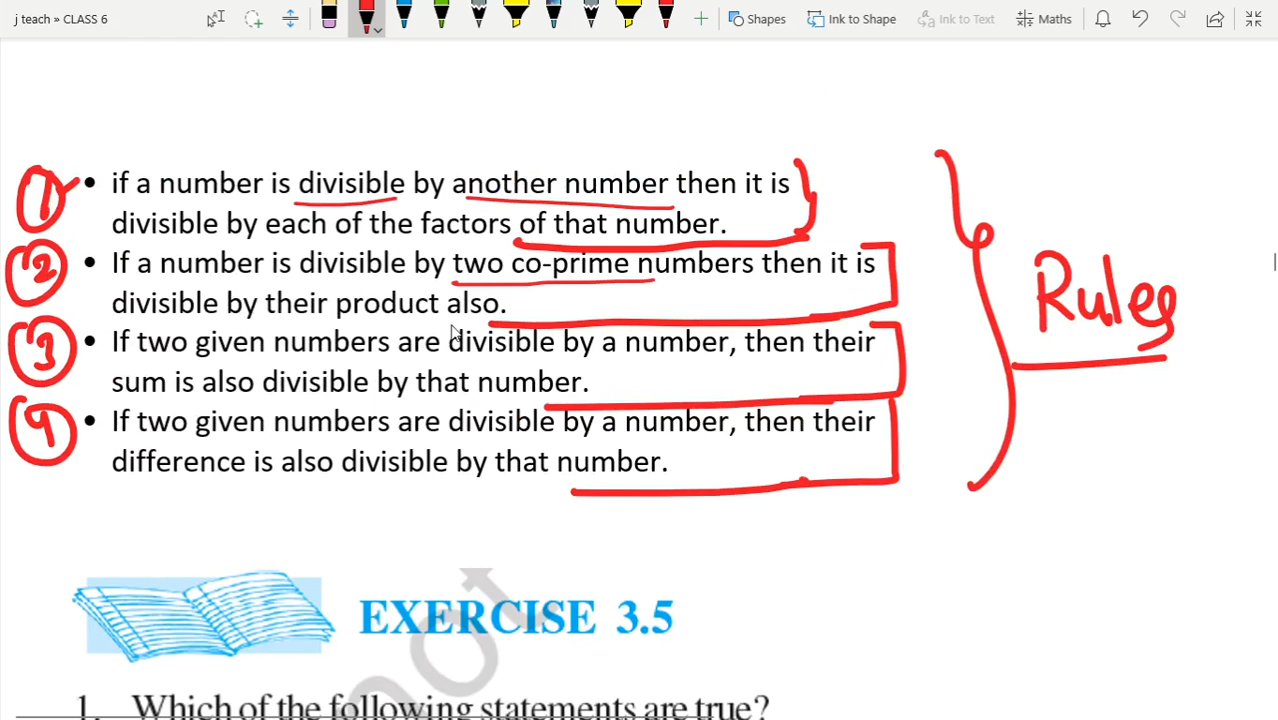 j teach » CLASS 6
Shapes Ink to Shape Ink to Text Maths
1 • if a number is divisible by another number then it is
divisible by each of the factors of that number.
2 • If a number is divisible by two co-prime numbers then it is
divisible by their product also.
3 • If two given numbers are divisible by a number, then their
sum is also divisible by that number.
4 • If two given numbers are divisible by a number, then their
difference is also divisible by that number.
Rules
not
EXERCISE 3.5
1. Which of the following statements are true?